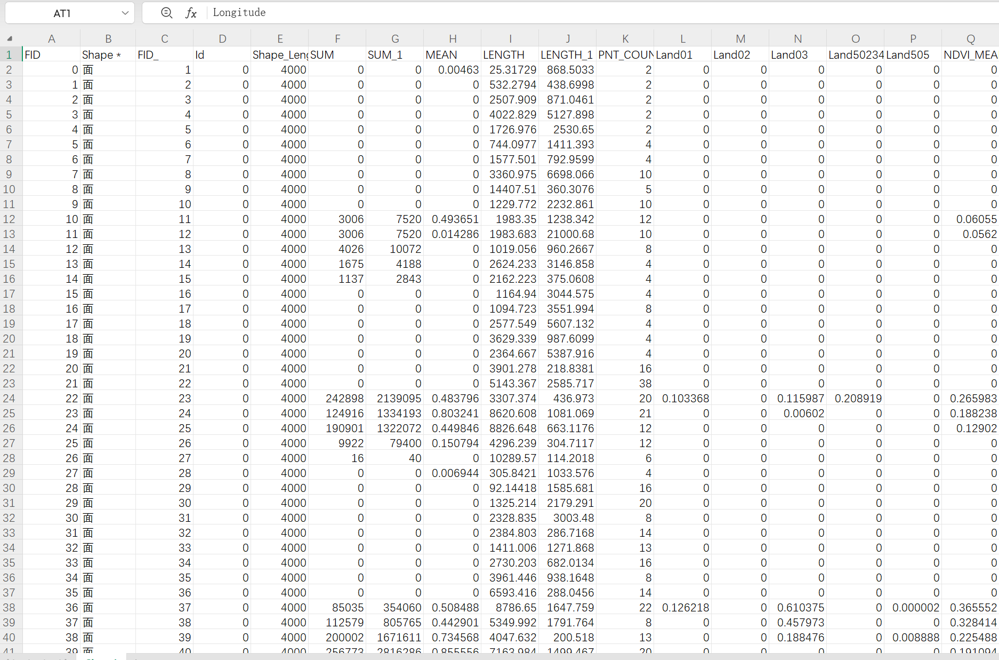 AT1 fx Longitude
A B C D E F G H I J K L M N O P Q
1 FID Shape * FID_ Id Shape_Leng SUM SUM_1 MEAN LENGTH LENGTH_1 PNT_COUN Land01 Land02 Land03 Land50234 Land505 NDVI_MEA
2 0 面 1 0 4000 0 0 0.00463 25.31729 868.5033 2 0 0 0 0 0 0
3 1 面 2 0 4000 0 0 0 532.2794 438.6998 2 0 0 0 0 0 0
4 2 面 3 0 4000 0 0 0 2507.909 871.0461 2 0 0 0 0 0 0
5 3 面 4 0 4000 0 0 0 4022.829 5127.898 2 0 0 0 0 0 0
6 4 面 5 0 4000 0 0 0 1726.976 2530.65 2 0 0 0 0 0 0
7 5 面 6 0 4000 0 0 0 744.0977 1411.393 4 0 0 0 0 0 0
8 6 面 7 0 4000 0 0 0 1577.501 792.9599 4 0 0 0 0 0 0
9 7 面 8 0 4000 0 0 0 3360.975 6698.066 10 0 0 0 0 0 0
10 8 面 9 0 4000 0 0 0 14407.51 360.3076 5 0 0 0 0 0 0
11 9 面 10 0 4000 0 0 0 1229.772 2232.861 10 0 0 0 0 0 0
12 10 面 11 0 4000 3006 7520 0.493651 1983.35 1238.342 12 0 0 0 0 0 0.06055
13 11 面 12 0 4000 3006 7520 0.014286 1983.683 21000.68 10 0 0 0 0 0 0.0562
14 12 面 13 0 4000 4026 10072 0 1019.056 960.2667 8 0 0 0 0 0 0
15 13 面 14 0 4000 1675 4188 0 2624.233 3146.858 4 0 0 0 0 0 0
16 14 面 15 0 4000 1137 2843 0 2162.223 375.0608 4 0 0 0 0 0 0
17 15 面 16 0 4000 0 0 0 1164.94 3044.575 4 0 0 0 0 0 0
18 16 面 17 0 4000 0 0 0 1094.723 3551.994 8 0 0 0 0 0 0
19 17 面 18 0 4000 0 0 0 2577.549 5607.132 4 0 0 0 0 0 0
20 18 面 19 0 4000 0 0 0 3629.339 987.6099 4 0 0 0 0 0 0
21 19 面 20 0 4000 0 0 0 2364.667 5387.916 4 0 0 0 0 0 0
22 20 面 21 0 4000 0 0 0 3901.278 218.8381 16 0 0 0 0 0 0
23 21 面 22 0 4000 0 0 0 5143.367 2585.717 38 0 0 0 0 0 0
24 22 面 23 0 4000 242898 2139095 0.483796 3307.374 436.973 20 0.103368 0 0.115987 0.208919 0 0.265983
25 23 面 24 0 4000 124916 1334193 0.803241 8620.608 1081.069 21 0 0 0.00602 0 0 0.188238
26 24 面 25 0 4000 190901 1322072 0.449846 8826.648 663.1176 12 0 0 0 0 0 0.12902
27 25 面 26 0 4000 9922 79400 0.150794 4296.239 304.7117 12 0 0 0 0 0 0
28 26 面 27 0 4000 16 40 0 10289.57 114.2018 6 0 0 0 0 0 0
29 27 面 28 0 4000 0 0 0.006944 305.8421 1033.576 4 0 0 0 0 0 0
30 28 面 29 0 4000 0 0 0 92.14418 1585.681 16 0 0 0 0 0 0
31 29 面 30 0 4000 0 0 0 1325.214 2179.291 20 0 0 0 0 0 0
32 30 面 31 0 4000 0 0 0 2328.835 3003.48 8 0 0 0 0 0 0
33 31 面 32 0 4000 0 0 0 2384.803 286.7168 14 0 0 0 0 0 0
34 32 面 33 0 4000 0 0 0 1411.006 1271.868 13 0 0 0 0 0 0
35 33 面 34 0 4000 0 0 0 2730.203 682.0134 16 0 0 0 0 0 0
36 34 面 35 0 4000 0 0 0 3961.446 938.1648 8 0 0 0 0 0 0
37 35 面 36 0 4000 0 0 0 6593.416 288.0456 14 0 0 0 0 0 0
38 36 面 37 0 4000 85035 354060 0.508488 8786.65 1647.759 22 0.126218 0 0.610375 0 0.000002 0.365552
39 37 面 38 0 4000 112579 805765 0.442901 5349.992 1791.764 8 0 0 0.457973 0 0 0.328414
40 38 面 39 0 4000 200002 1671611 0.734568 4047.632 200.518 13 0 0 0.188476 0 0.008888 0.225488
41 39 面 40 0 4000 256773 2816286 0.855556 7163.984 1499.467 20 0 0 0 0 0 0.191094